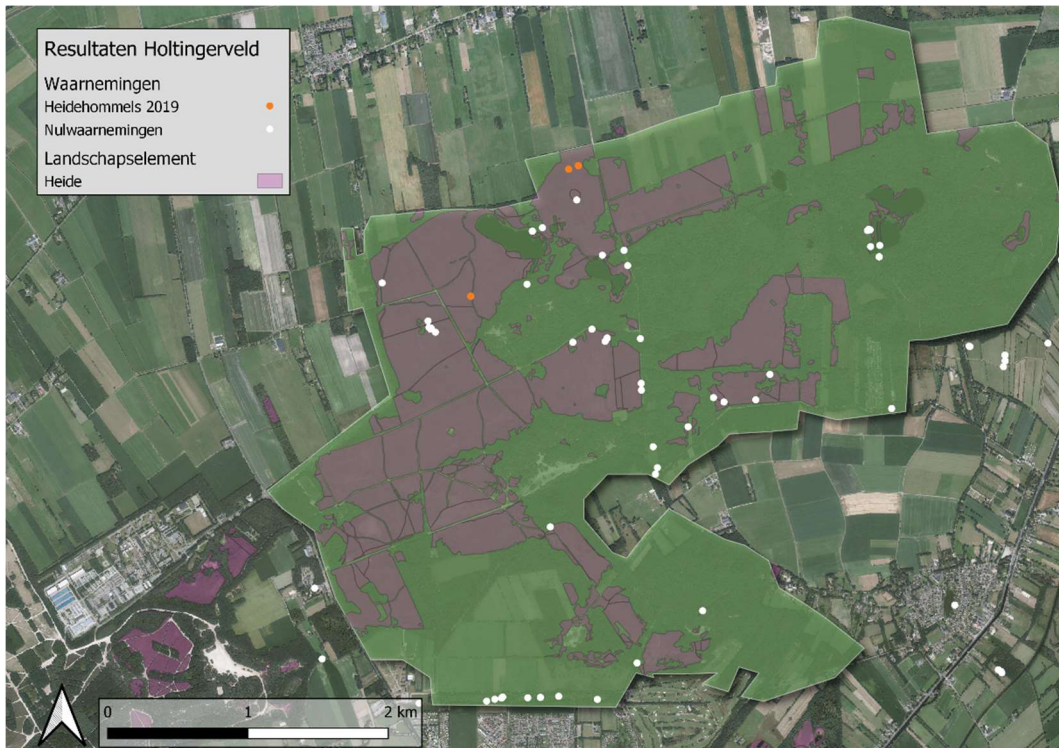 Resultaten Holtingerveld
Waarnemingen
Heidehommels 2019
Nulwaarnemingen
Landschapselement
Heide
0 1 2 km